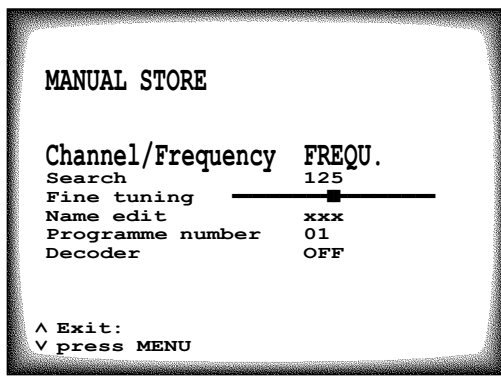 MANUAL STORE
Channel/Frequency FREQU.
Search 125
Fine tuning
Name edit xxx
Programme number 01
Decoder OFF
∧ Exit:
∨ press MENU